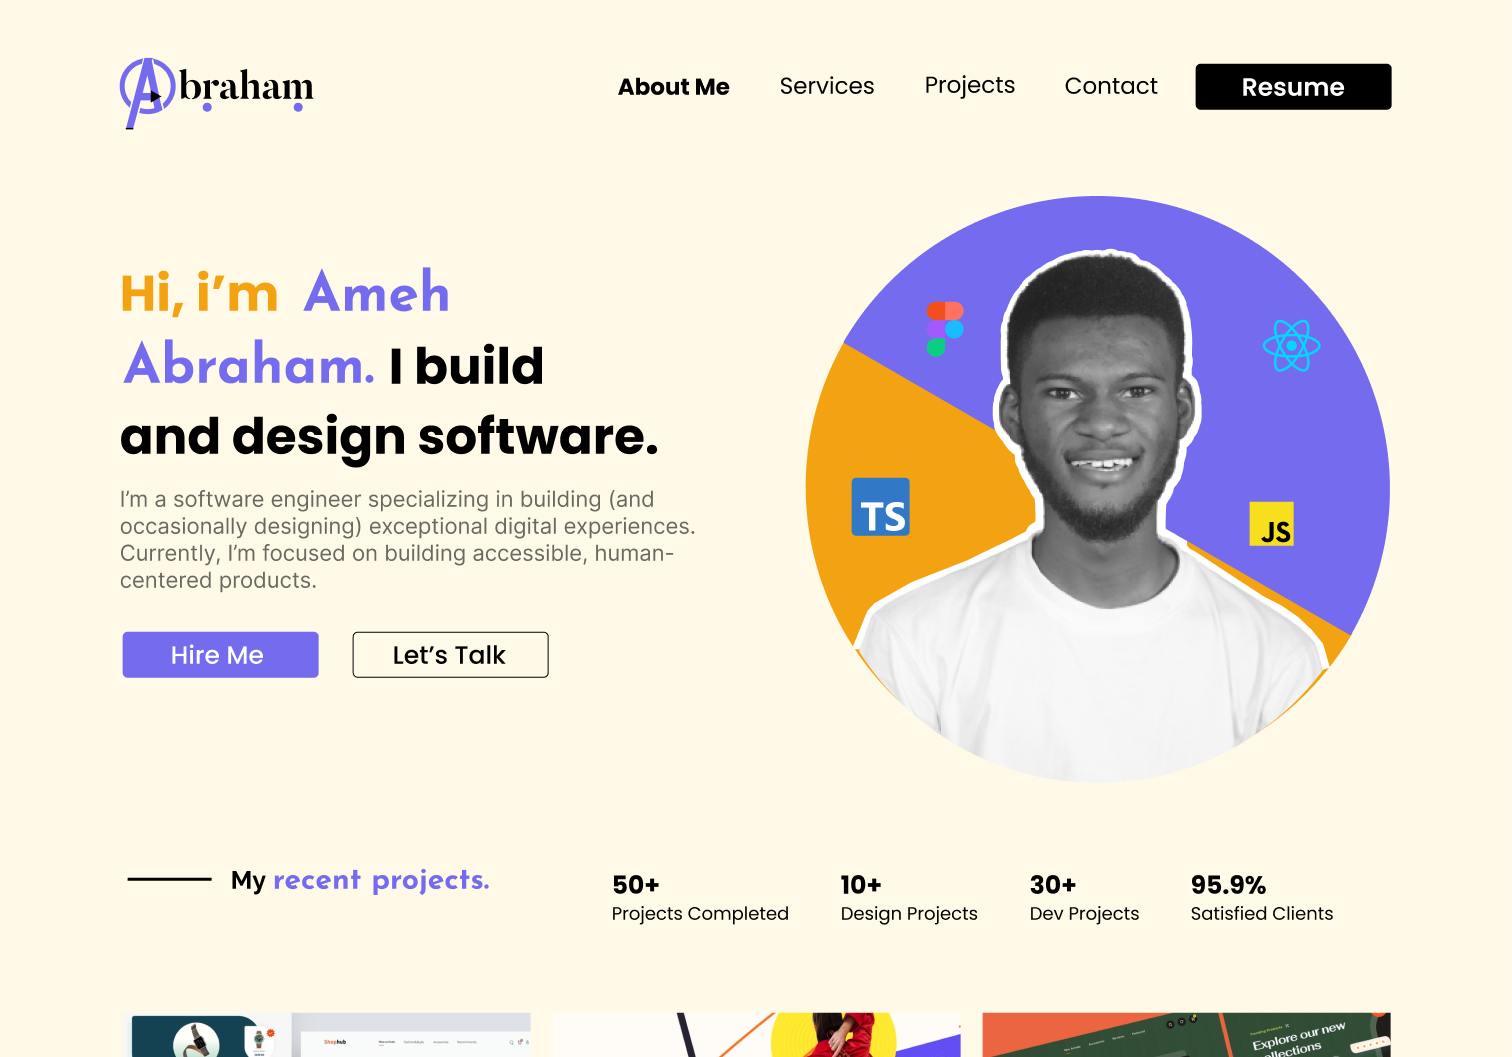 Abraham
About Me
Services
Projects
Contact
Resume
Hi, i’m Ameh
Abraham. I build
and design software.
I’m a software engineer specializing in building (and
occasionally designing) exceptional digital experiences.
Currently, I’m focused on building accessible, human-
centered products.
Hire Me
Let’s Talk
TS
JS
My recent projects.
50+
Projects Completed
10+
Design Projects
30+
Dev Projects
95.9%
Satisfied Clients
Shophub
Trending Products
Explore our new